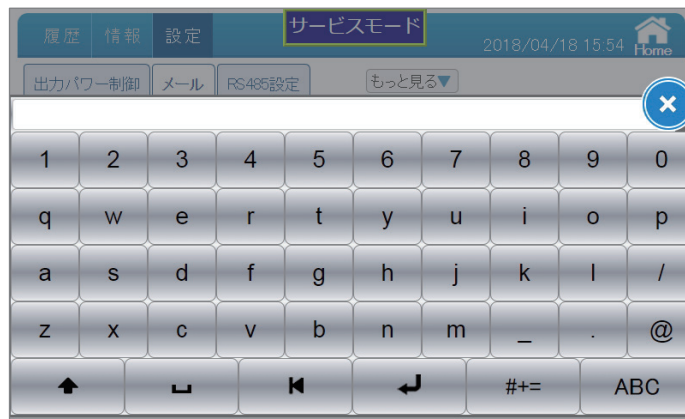 履歴 情報 設定 サービスモード 2018/04/18 15:54 Home
出力パワー制御 メール RS485設定 もっと見る▼
1 2 3 4 5 6 7 8 9 0
q w e r t y u i o p
a s d f g h j k l /
z x c v b n m _ . @
#+= ABC